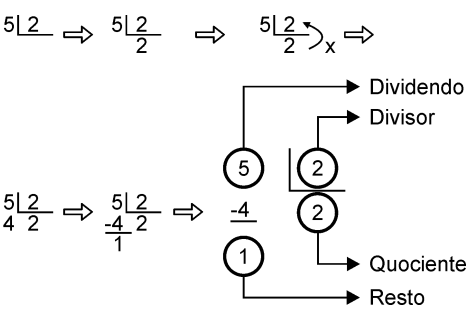 5 2 5 2 5 2
2 2 x
Dividendo
Divisor
5 2
5 2 5 2
4 2 -4 2 -4 2
1 1
Quociente
Resto